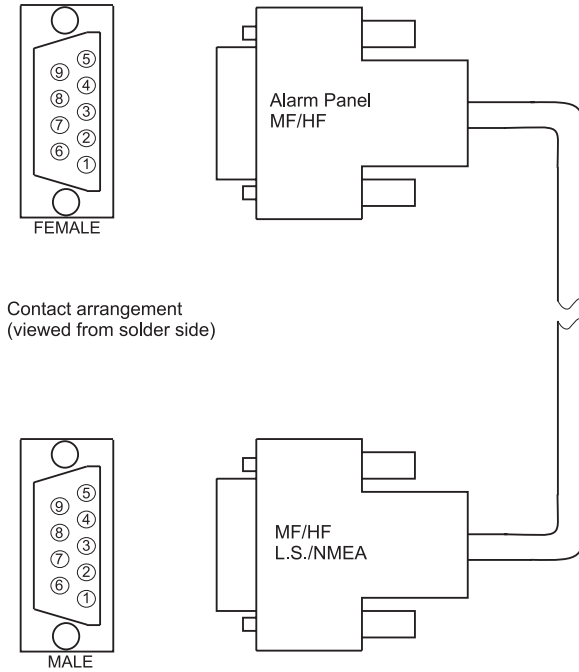 5
9
4
8
3
7
2
6
1
FEMALE
Alarm Panel
MF/HF
Contact arrangement
(viewed from solder side)
5
9
4
8
3
7
2
6
1
MALE
MF/HF
L.S./NMEA